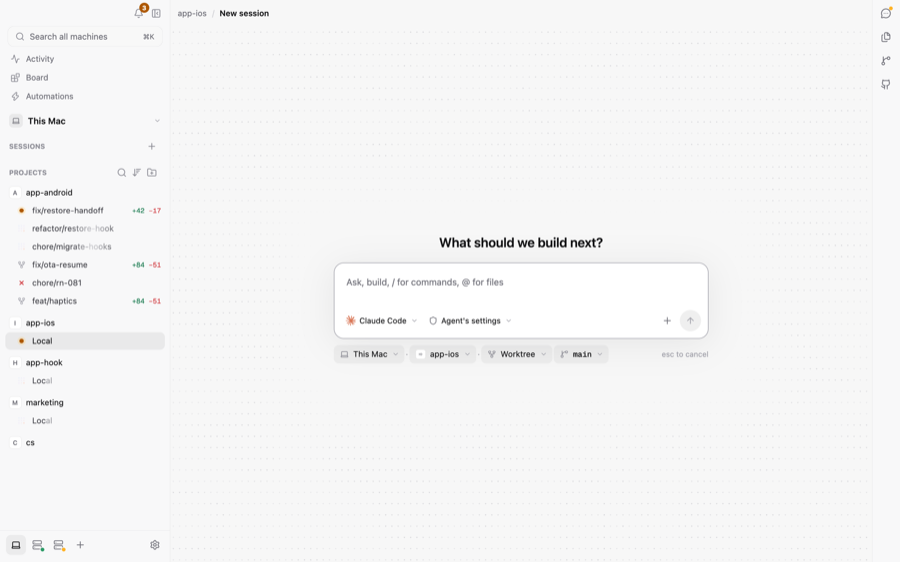 3
app-ios / New session
Search all machines ⌘K
Activity
Board
Automations
This Mac
SESSIONS
PROJECTS
A app-android
fix/restore-handoff +42 -17
refactor/restore-hook
chore/migrate-hooks
fix/ota-resume +84 -51
chore/rn-081
feat/haptics +84 -51
I app-ios
Local
H app-hook
Local
M marketing
Local
C cs
What should we build next?
Ask, build, / for commands, @ for files
Claude Code Agent's settings
This Mac app-ios Worktree main esc to cancel